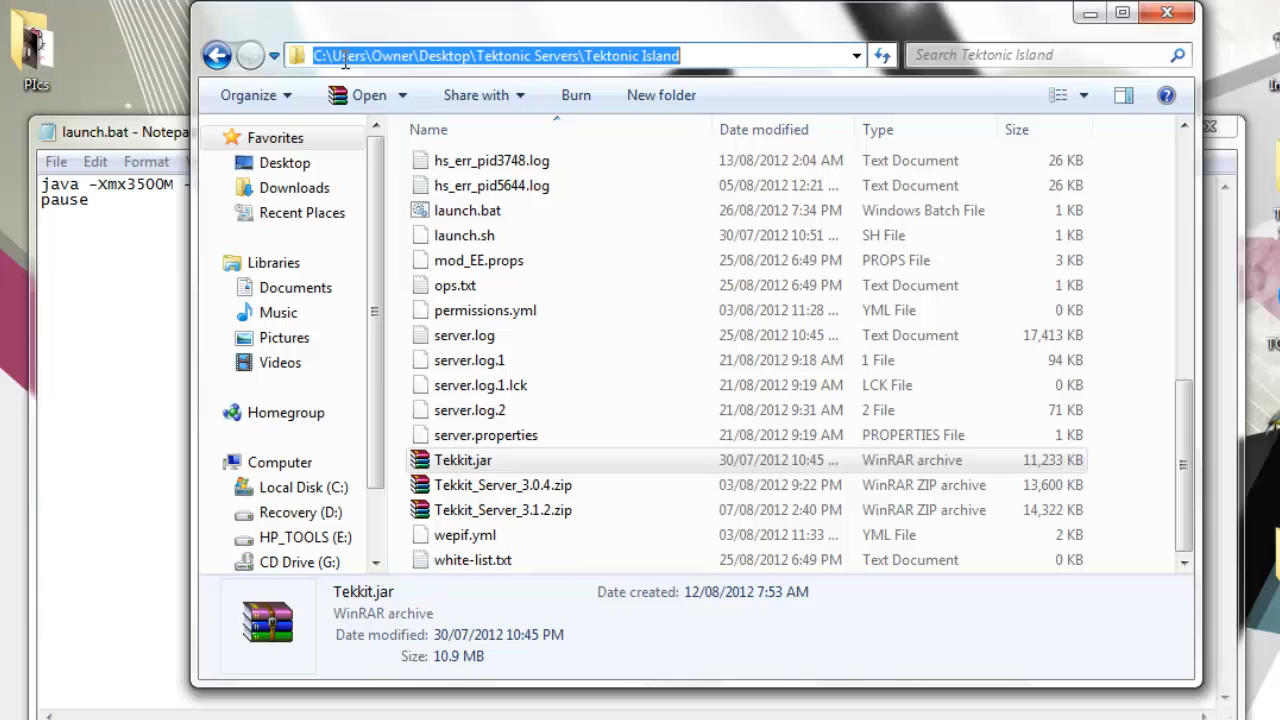 PIcs
launch.bat - Notepa
File Edit Format
java -Xmx3500M -
pause
C:\Users\Owner\Desktop\Tektonic Servers\Tektonic Island
Search Tektonic Island
Organize Open Share with Burn New folder
Favorites
Desktop
Downloads
Recent Places
Libraries
Documents
Music
Pictures
Videos
Homegroup
Computer
Local Disk (C:)
Recovery (D:)
HP_TOOLS (E:)
CD Drive (G:)
Name Date modified Type Size
hs_err_pid3748.log 13/08/2012 2:04 AM Text Document 26 KB
hs_err_pid5644.log 05/08/2012 12:21 ... Text Document 26 KB
launch.bat 26/08/2012 7:34 PM Windows Batch File 1 KB
launch.sh 30/07/2012 10:51 ... SH File 1 KB
mod_EE.props 25/08/2012 6:49 PM PROPS File 3 KB
ops.txt 25/08/2012 6:49 PM Text Document 1 KB
permissions.yml 03/08/2012 11:28 ... YML File 0 KB
server.log 25/08/2012 10:45 ... Text Document 17,413 KB
server.log.1 21/08/2012 9:18 AM 1 File 94 KB
server.log.1.lck 21/08/2012 9:19 AM LCK File 0 KB
server.log.2 21/08/2012 9:31 AM 2 File 71 KB
server.properties 21/08/2012 9:19 AM PROPERTIES File 1 KB
Tekkit.jar 30/07/2012 10:45 ... WinRAR archive 11,233 KB
Tekkit_Server_3.0.4.zip 03/08/2012 9:22 PM WinRAR ZIP archive 13,600 KB
Tekkit_Server_3.1.2.zip 07/08/2012 2:40 PM WinRAR ZIP archive 14,322 KB
wepif.yml 03/08/2012 11:33 ... YML File 2 KB
white-list.txt 25/08/2012 6:49 PM Text Document 0 KB
Tekkit.jar Date created: 12/08/2012 7:53 AM
WinRAR archive
Date modified: 30/07/2012 10:45 PM
Size: 10.9 MB